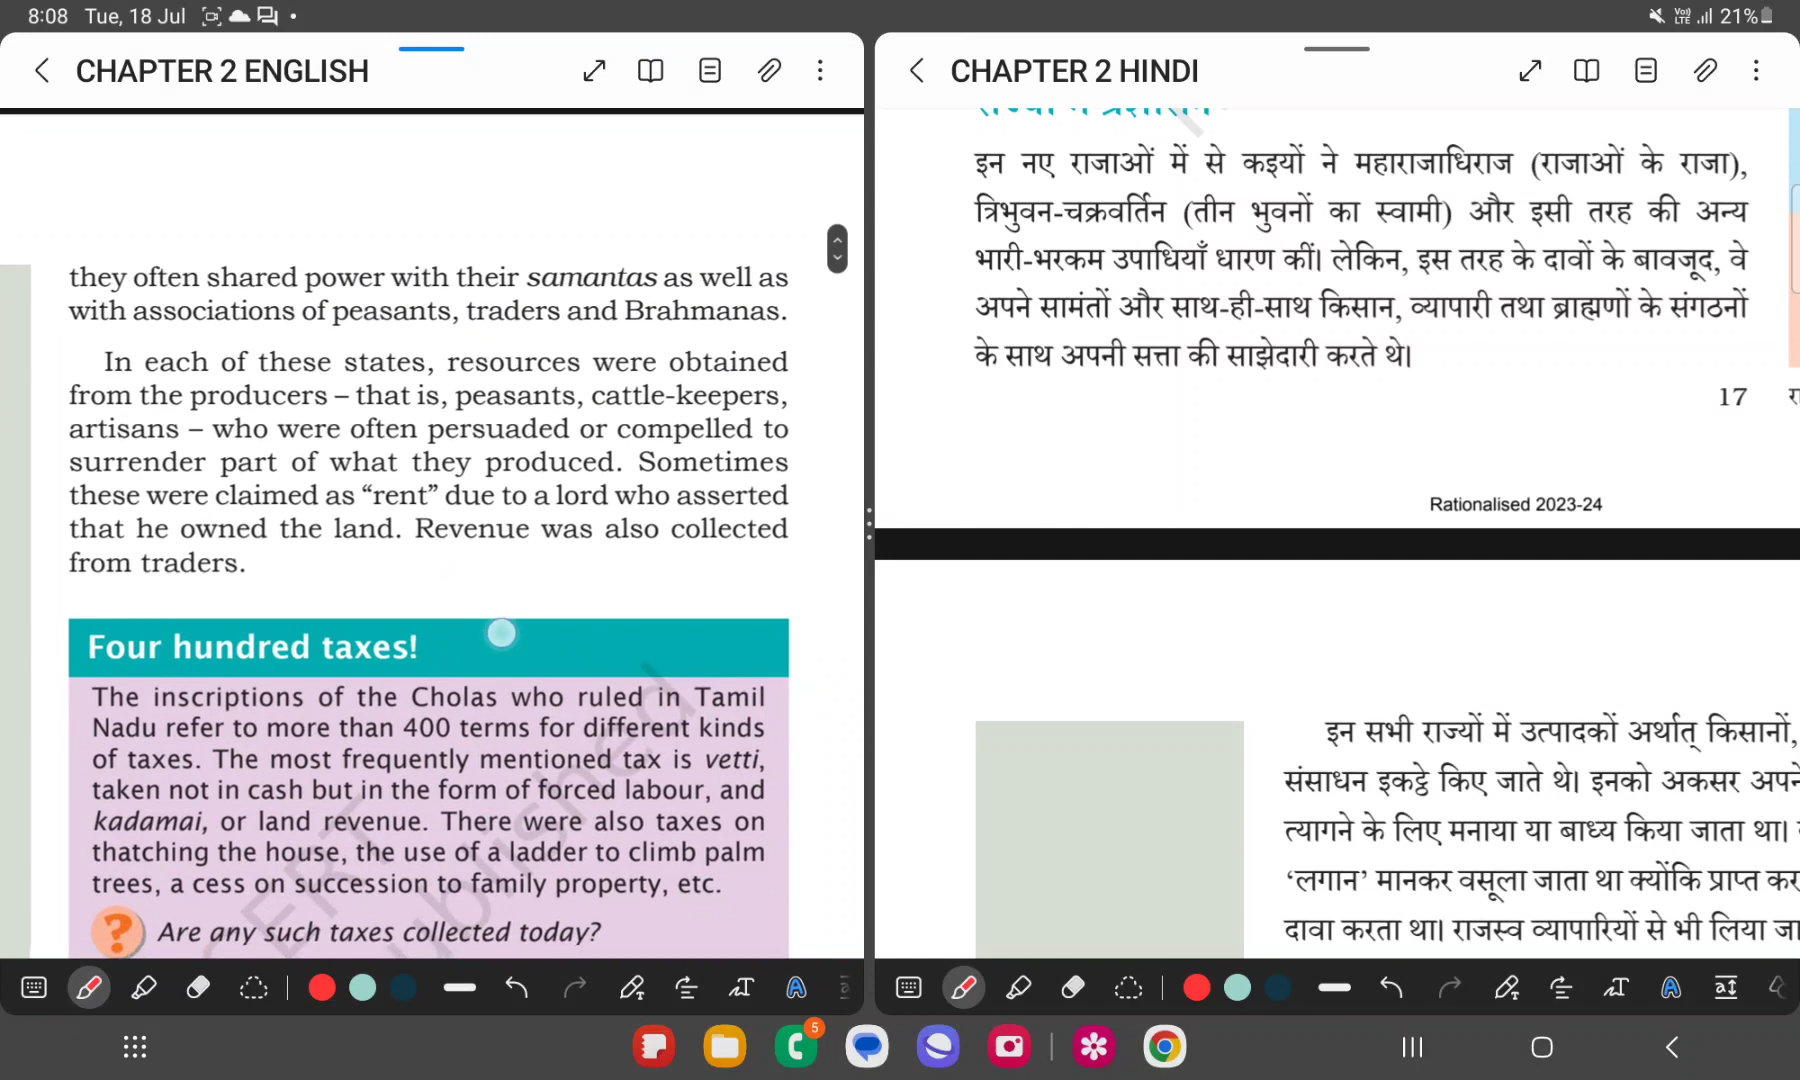 8:08 Tue, 18 Jul
21%
CHAPTER 2 ENGLISH
they often shared power with their samantas as well as
with associations of peasants, traders and Brahmanas.
In each of these states, resources were obtained
from the producers – that is, peasants, cattle-keepers,
artisans – who were often persuaded or compelled to
surrender part of what they produced. Sometimes
these were claimed as “rent” due to a lord who asserted
that he owned the land. Revenue was also collected
from traders.
Four hundred taxes!
The inscriptions of the Cholas who ruled in Tamil
Nadu refer to more than 400 terms for different kinds
of taxes. The most frequently mentioned tax is vetti,
taken not in cash but in the form of forced labour, and
kadamai, or land revenue. There were also taxes on
thatching the house, the use of a ladder to climb palm
trees, a cess on succession to family property, etc.
? Are any such taxes collected today?
CHAPTER 2 HINDI
इन नए राजाओं में से कइयों ने महाराजाधिराज (राजाओं के राजा),
त्रिभुवन-चक्रवर्तिन (तीन भुवनों का स्वामी) और इसी तरह की अन्य
भारी-भरकम उपाधियाँ धारण कीं। लेकिन, इस तरह के दावों के बावजूद, वे
अपने सामंतों और साथ-ही-साथ किसान, व्यापारी तथा ब्राह्मणों के संगठनों
के साथ अपनी सत्ता की साझेदारी करते थे।
17
Rationalised 2023-24
इन सभी राज्यों में उत्पादकों अर्थात् किसानों,
संसाधन इकट्ठे किए जाते थे। इनको अकसर अपने
त्यागने के लिए मनाया या बाध्य किया जाता था।
‘लगान’ मानकर वसूला जाता था क्योंकि प्राप्त कर
दावा करता था। राजस्व व्यापारियों से भी लिया जा
5